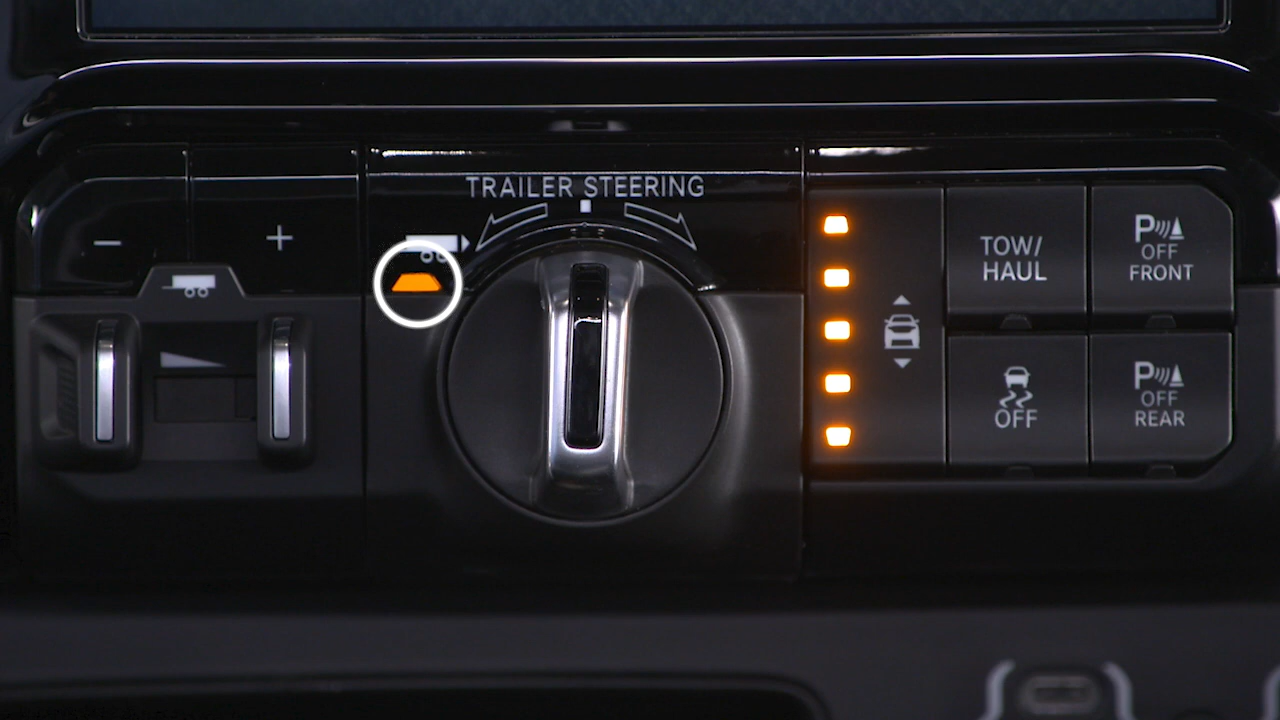 TRAILER STEERING
− +
TOW/
HAUL
P
OFF
FRONT
OFF
P
OFF
REAR